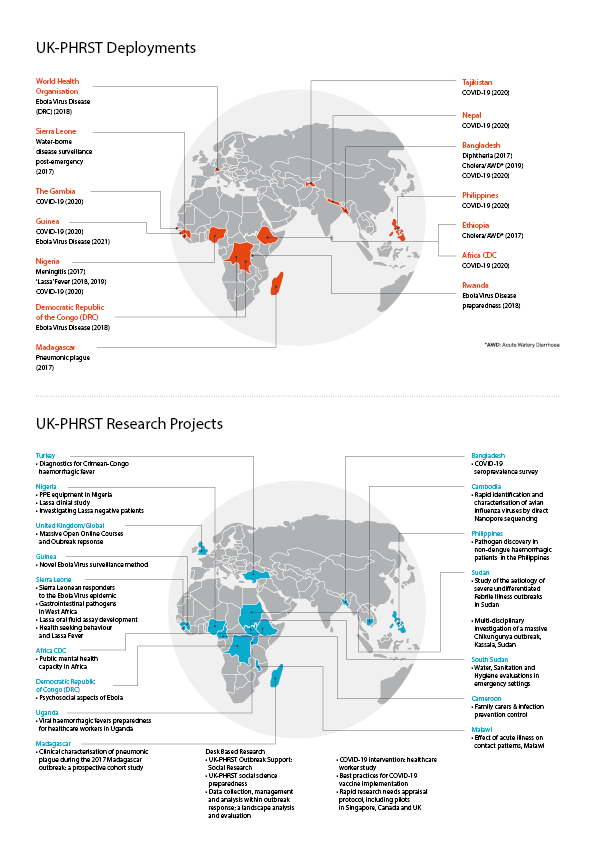 UK-PHRST Deployments
World Health
Organisation
Ebola Virus Disease
(DRC) (2018)
Sierra Leone
Water-borne
disease surveillance
post-emergency
(2017)
The Gambia
COVID-19 (2020)
Guinea
COVID-19 (2020)
Ebola Virus Disease (2021)
Nigeria
Meningitis (2017)
'Lassa' Fever (2018, 2019)
COVID-19 (2020)
Democratic Republic
of the Congo (DRC)
Ebola Virus Disease (2018)
Madagascar
Pneumonic plague
(2017)
Tajikistan
COVID-19 (2020)
Nepal
COVID-19 (2020)
Bangladesh
Diphtheria (2017)
Cholera/AWD* (2019)
COVID-19 (2020)
Philippines
COVID-19 (2020)
Ethiopia
Cholera/AWD* (2017)
Africa CDC
COVID-19 (2020)
Rwanda
Ebola Virus Disease
preparedness (2018)
*AWD: Acute Watery Diarrhoea
UK-PHRST Research Projects
Turkey
• Diagnostics for Crimean-Congo
haemorrhagic fever
Nigeria
• PPE equipment in Nigeria
• Lassa clinial study
• Investigating Lassa negative patients
United Kingdom/Global
• Massive Open Online Courses
and Oubreak repsonse
Guinea
• Novel Ebola Virus surveillance method
Sierra Leone
• Sierra Leonean responders
to the Ebola Virus epidemic
• Gastrointestinal pathogens
in West Africa
• Lassa oral fluid assay development
• Health seeking behaviour
and Lassa Fever
Africa CDC
• Public mental health
capacity in Africa
Democratic Republic
of Congo (DRC)
• Psychosocial aspects of Ebola
Uganda
• Viral haemorrhagic fevers preparedness
for healthcare workers in Uganda
Madagascar
• Clinical characterisation of pneumonic
plague during the 2017 Madagascar
outbreak: a prospective cohort study
Desk Based Research
• UK-PHRST Outbreak Support:
Social Research
• UK-PHRST social science
preparedness
• Data collection, management
and analysis within outbreak
response; a landscape analysis
and evaluation
• COVID-19 intervention: healthcare
worker study
• Best practices for COVID-19
vaccine implementation
• Rapid research needs appraisal
protocol, including pilots
in Singapore, Canada and UK
Bangladesh
• COVID-19
seroprevalence survey
Cambodia
• Rapid identification and
characterisation of avian
influenza viruses by direct
Nanopore sequencing
Philippines
• Pathogen discovery in
non-dengue haemorrhagic
patients in the Philippines
Sudan
• Study of the aetiology of
severe undifferentiated
Febrile illness outbreaks
in Sudan
• Multi-disciplinary
investigation of a massive
Chikungunya outbreak,
Kassala, Sudan
South Sudan
• Water, Sanitation and
Hygiene evaluations in
emergency settings
Cameroon
• Family carers & infection
prevention control
Malawi
• Effect of acute illness on
contact patterns, Malawi